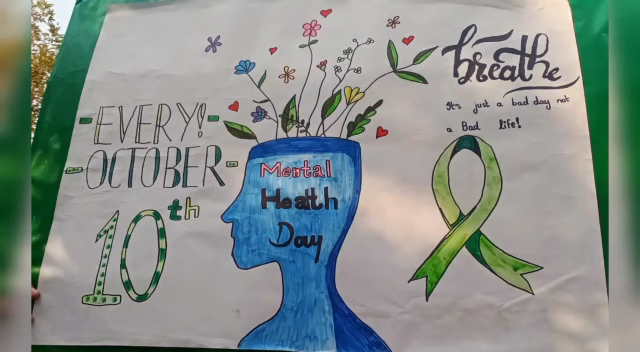 -EVERY!-
-OCTOBER-
10th
Mental
Health
Day
breathe
It's just a bad day not
a Bad life!